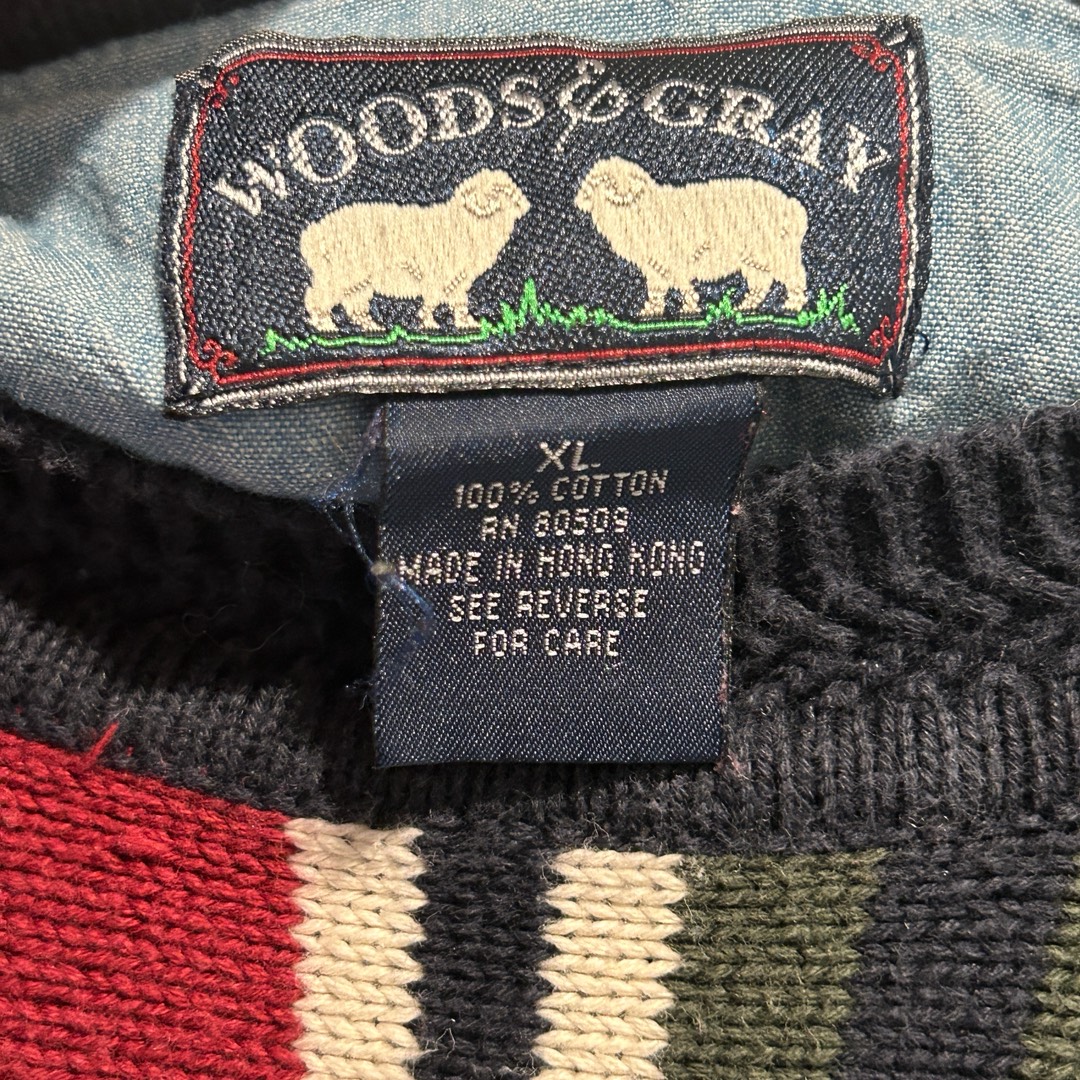 WOODS & GRAY
XL
100% COTTON
RN 80509
MADE IN HONG KONG
SEE REVERSE
FOR CARE